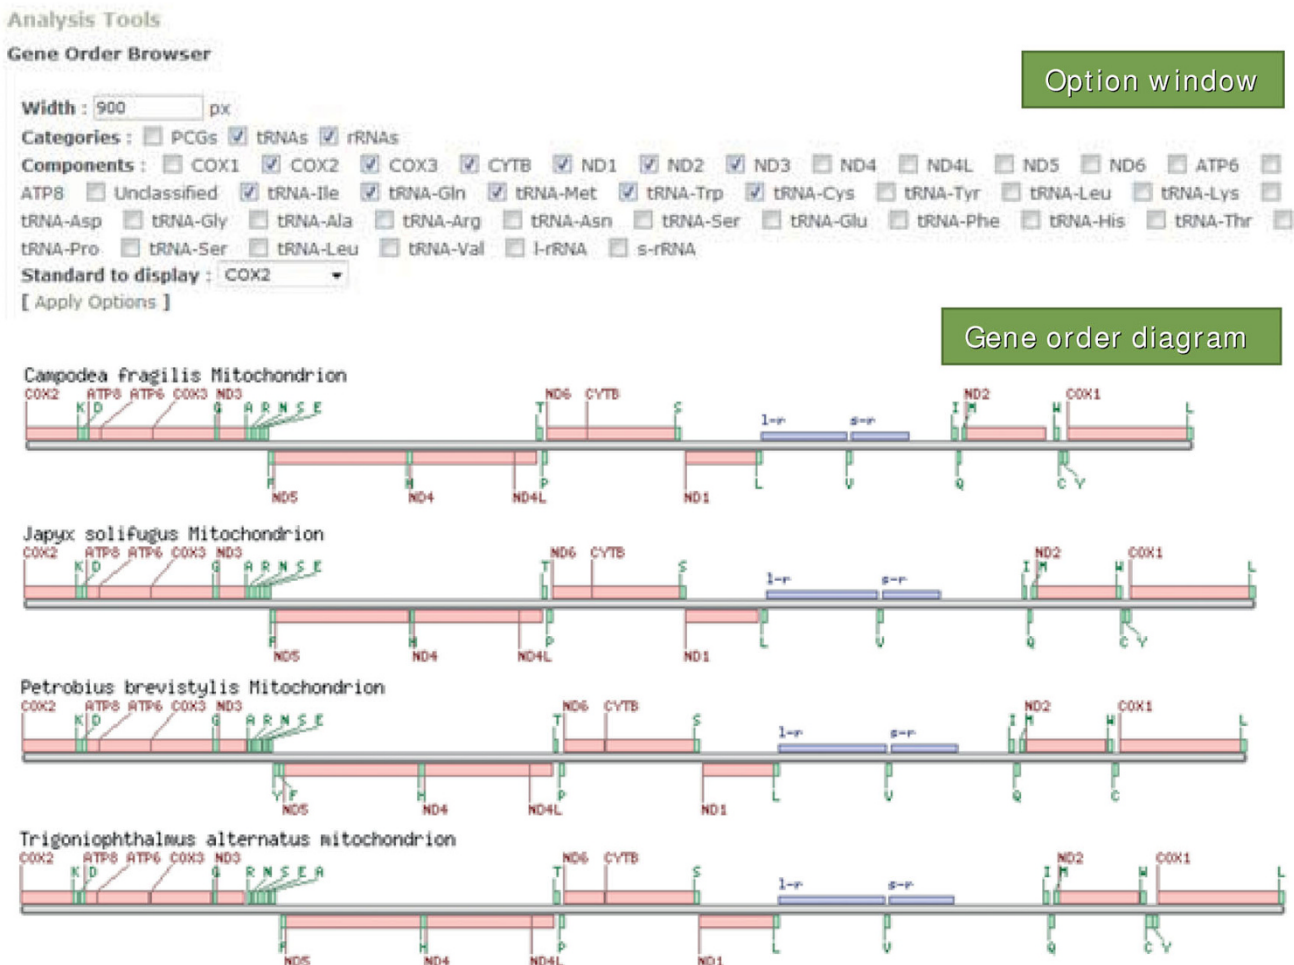 Analysis Tools
Gene Order Browser
Option window
Width : 900 px
Categories : PCGs tRNAs rRNAs
Components : COX1 COX2 COX3 CYTB ND1 ND2 ND3 ND4 ND4L ND5 ND6 ATP6
ATP8 Unclassified tRNA-Ile tRNA-Gln tRNA-Met tRNA-Trp tRNA-Cys tRNA-Tyr tRNA-Leu tRNA-Lys
tRNA-Asp tRNA-Gly tRNA-Ala tRNA-Arg tRNA-Asn tRNA-Ser tRNA-Glu tRNA-Phe tRNA-His tRNA-Thr
tRNA-Pro tRNA-Ser tRNA-Leu tRNA-Val l-rRNA s-rRNA
Standard to display : COX2
[ Apply Options ]
Gene order diagram
Campodea fragilis Mitochondrion
COX2 ATP8 ATP6 COX3 ND3 ND6 CYTB ND2 COX1
K D G A R N S E T S l-r s-r I M W L
F H P L V Q C Y
ND5 ND4 ND4L ND1
Japyx solifugus Mitochondrion
COX2 ATP8 ATP6 COX3 ND3 ND6 CYTB ND2 COX1
K D G A R N S E T S l-r s-r I M W L
F H P L V Q C Y
ND5 ND4 ND4L ND1
Petrobius brevistylis Mitochondrion
COX2 ATP8 ATP6 COX3 ND3 ND6 CYTB ND2 COX1
K D G A R N S E T S l-r s-r I M W L
Y F H P L V Q C
ND5 ND4 ND4L ND1
Trigoniophthalmus alternatus mitochondrion
COX2 ATP8 ATP6 COX3 ND3 ND6 CYTB ND2 COX1
K D G R N S E A T S l-r s-r I M W L
F H P L V Q C Y
ND5 ND4 ND4L ND1